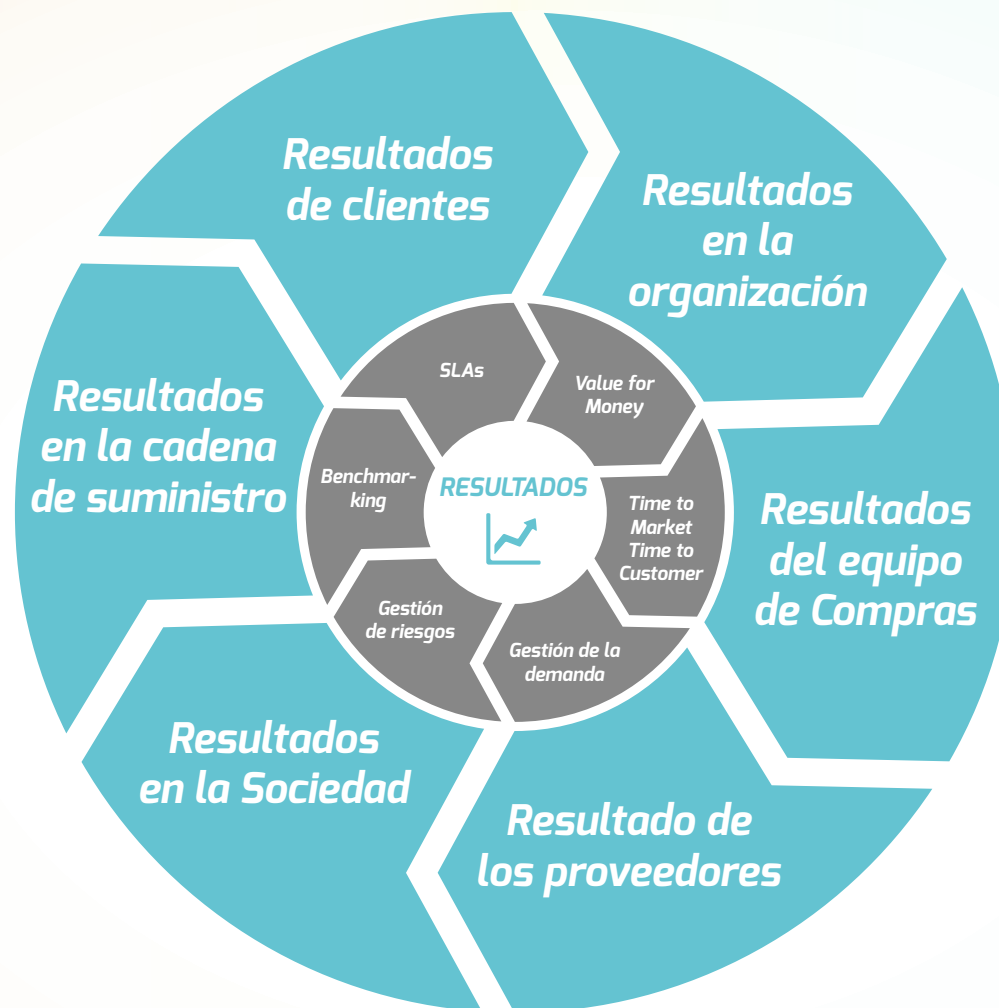 Resultados
de clientes
Resultados
en la
organización
Resultados
del equipo
de Compras
Resultado de
los proveedores
Resultados
en la Sociedad
Resultados
en la cadena
de suministro
SLAs
Value for
Money
Time to
Market
Time to
Customer
Gestión de la
demanda
Gestión
de riesgos
Benchmar-
king
RESULTADOS